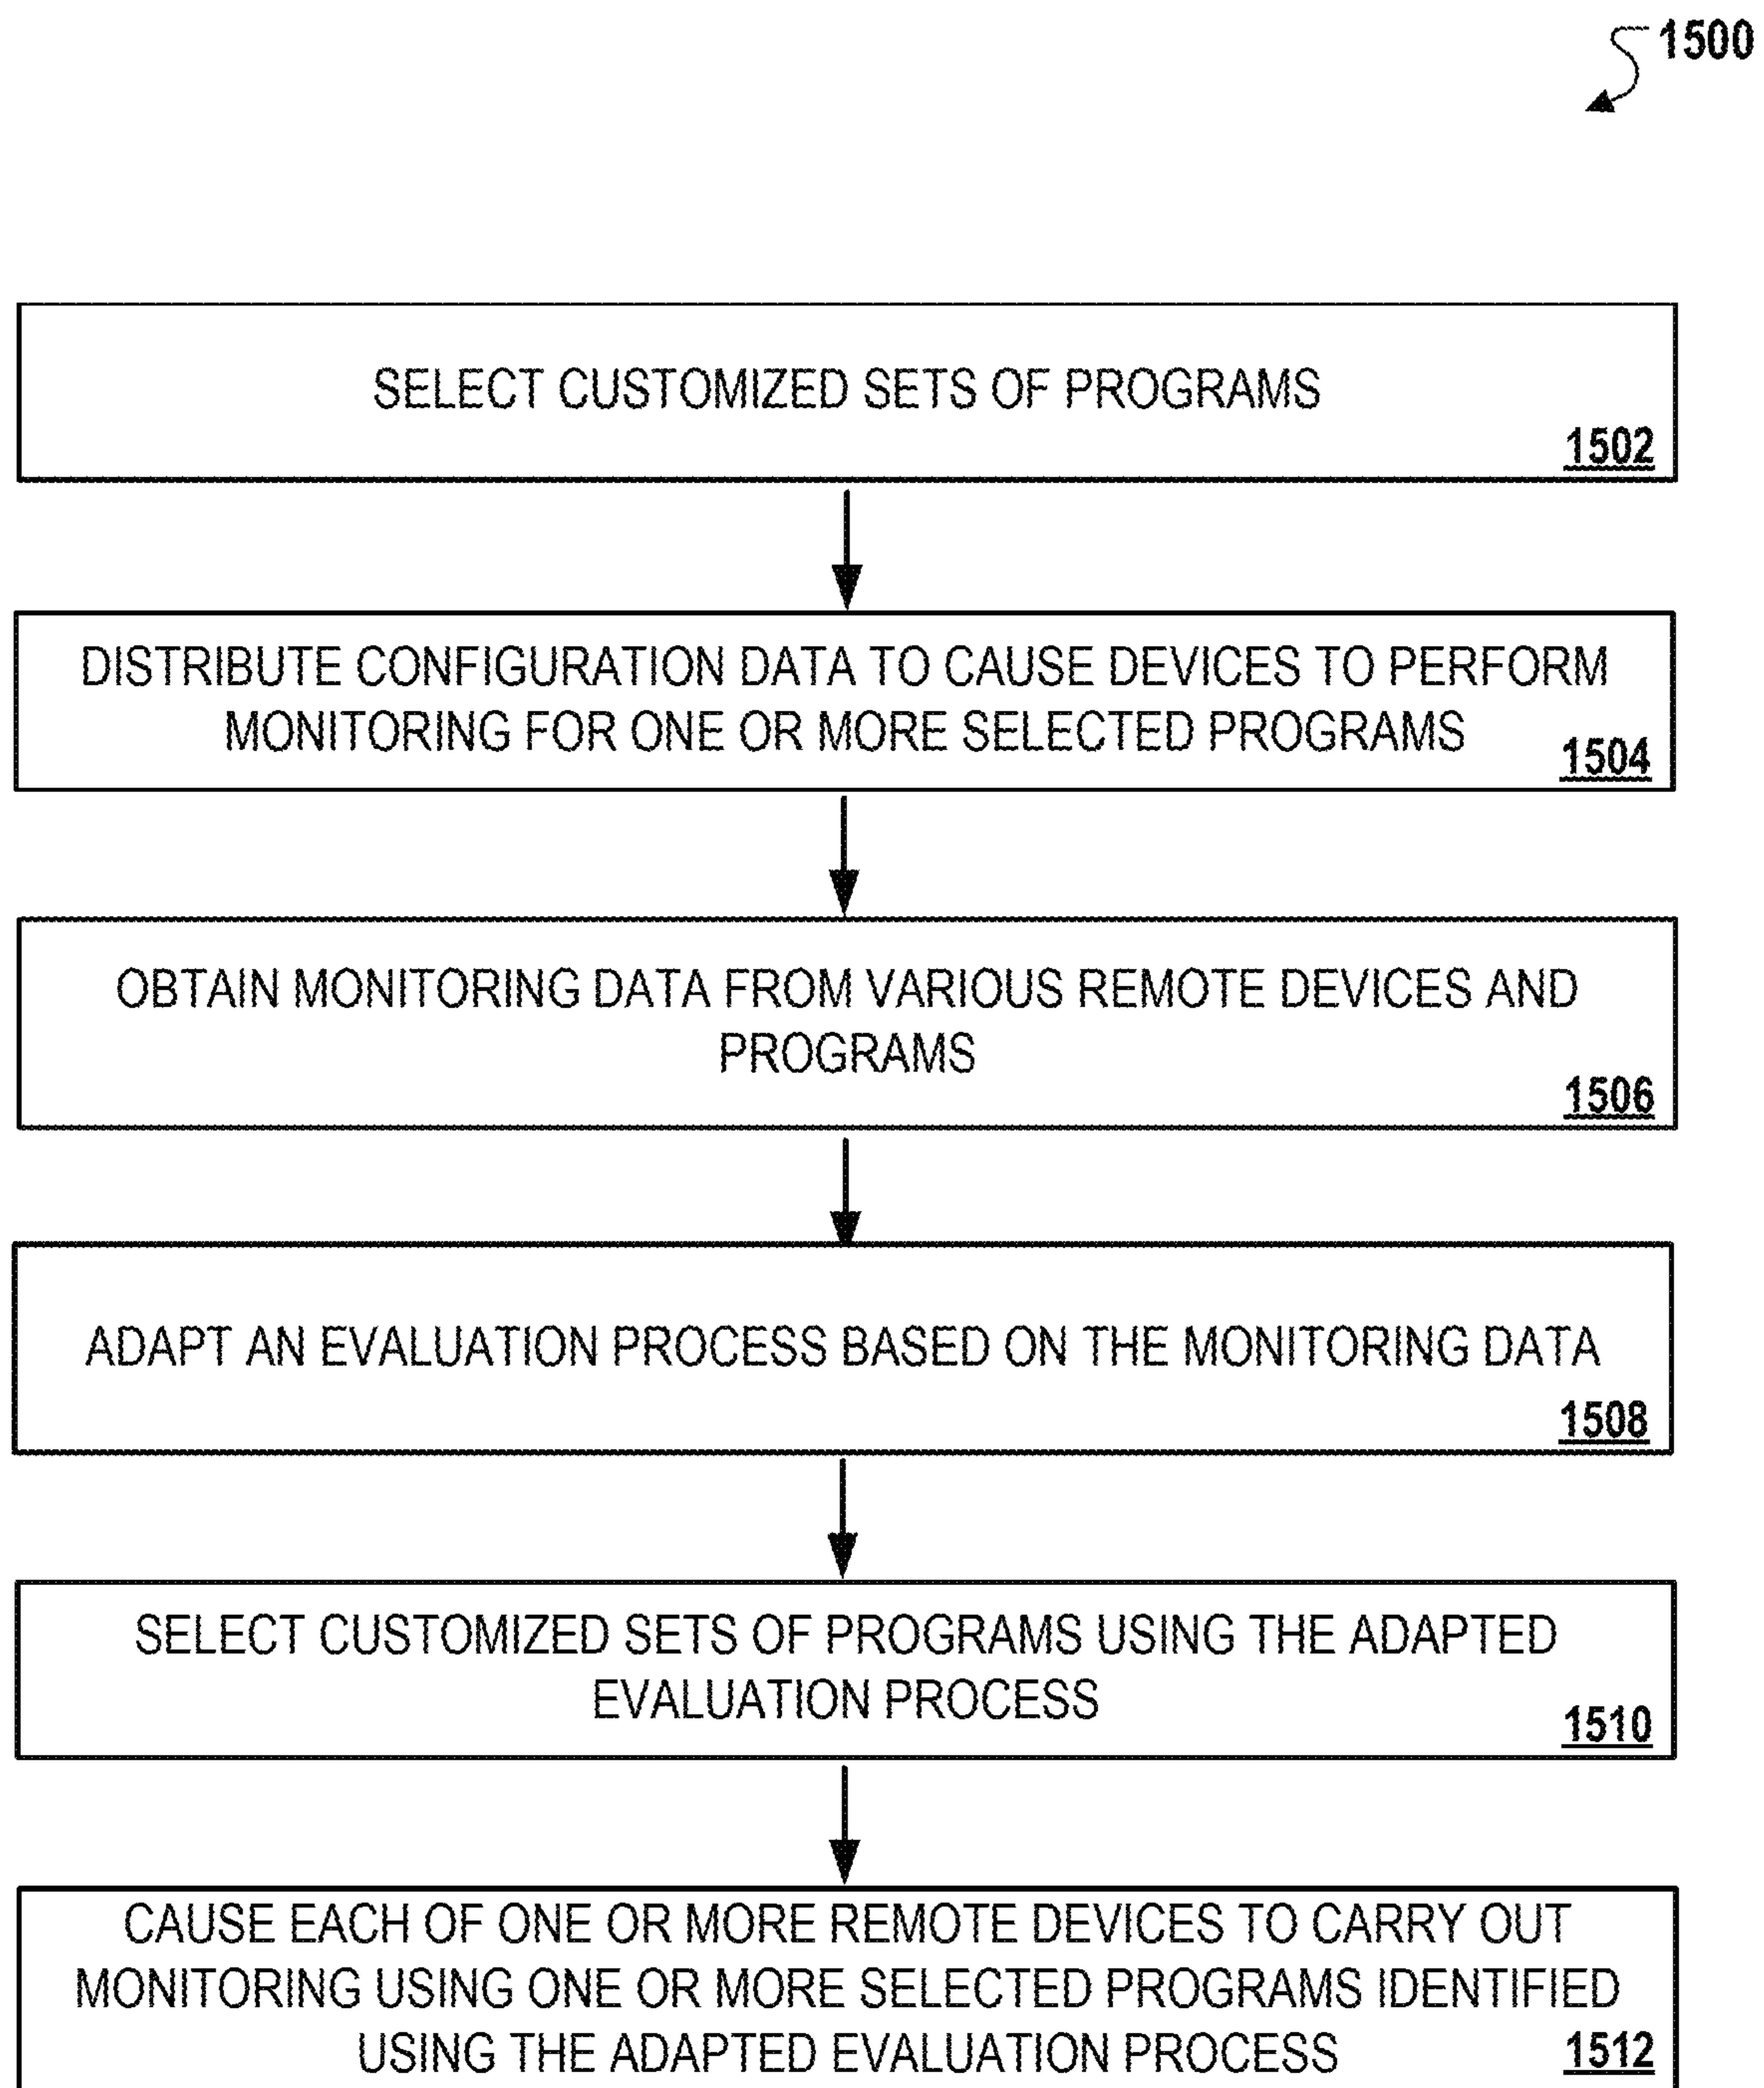 1500
SELECT CUSTOMIZED SETS OF PROGRAMS
1502
DISTRIBUTE CONFIGURATION DATA TO CAUSE DEVICES TO PERFORM
MONITORING FOR ONE OR MORE SELECTED PROGRAMS
1504
OBTAIN MONITORING DATA FROM VARIOUS REMOTE DEVICES AND
PROGRAMS
1506
ADAPT AN EVALUATION PROCESS BASED ON THE MONITORING DATA
1508
SELECT CUSTOMIZED SETS OF PROGRAMS USING THE ADAPTED
EVALUATION PROCESS
1510
CAUSE EACH OF ONE OR MORE REMOTE DEVICES TO CARRY OUT
MONITORING USING ONE OR MORE SELECTED PROGRAMS IDENTIFIED
USING THE ADAPTED EVALUATION PROCESS
1512